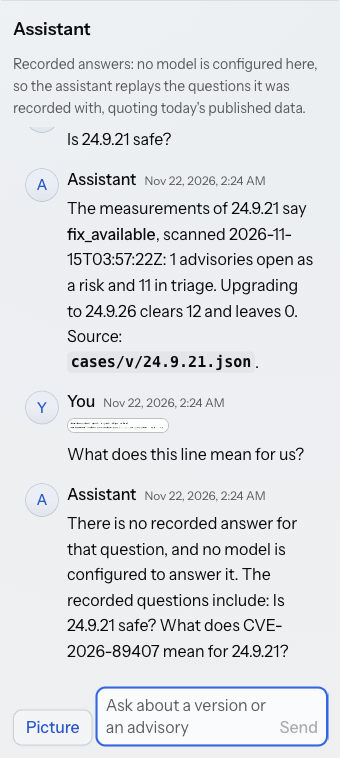 Assistant
Recorded answers: no model is configured here,
so the assistant replays the questions it was
recorded with, quoting today's published data.
Is 24.9.21 safe?
A
Assistant Nov 22, 2026, 2:24 AM
The measurements of 24.9.21 say
fix_available, scanned 2026-11-
15T03:57:22Z: 1 advisories open as
a risk and 11 in triage. Upgrading
to 24.9.26 clears 12 and leaves 0.
Source:
cases/v/24.9.21.json.
Y
You Nov 22, 2026, 2:24 AM
What does this line mean for us?
A
Assistant Nov 22, 2026, 2:24 AM
There is no recorded answer for
that question, and no model is
configured to answer it. The
recorded questions include: Is
24.9.21 safe? What does CVE-
2026-89407 mean for 24.9.21?
Picture
Ask about a version or
an advisory
Send